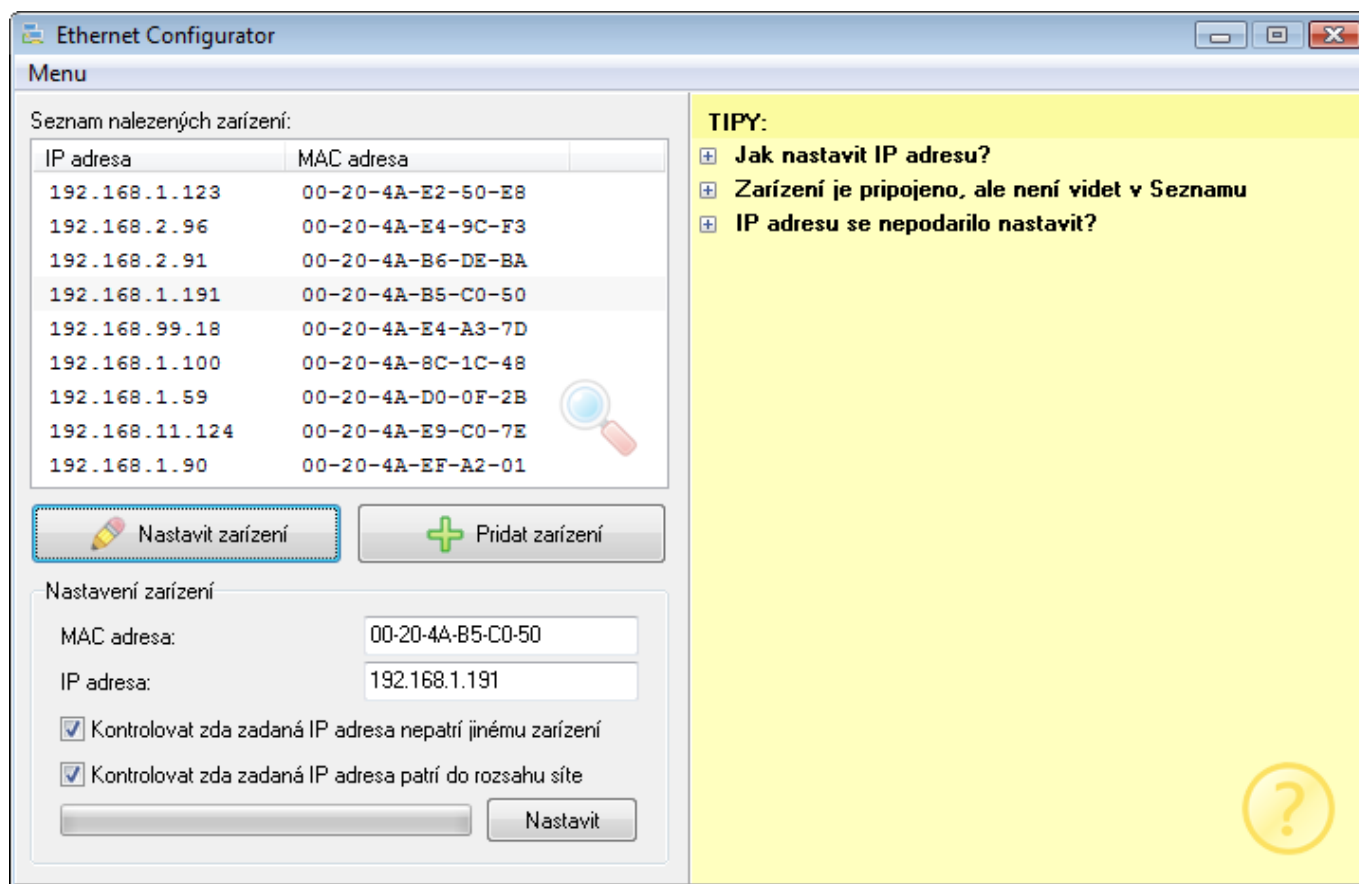 Ethernet Configurator
Menu
Seznam nalezených zarízení:
IP adresa MAC adresa
192.168.1.123 00-20-4A-E2-50-E8
192.168.2.96 00-20-4A-E4-9C-F3
192.168.2.91 00-20-4A-B6-DE-BA
192.168.1.191 00-20-4A-B5-C0-50
192.168.99.18 00-20-4A-E4-A3-7D
192.168.1.100 00-20-4A-8C-1C-48
192.168.1.59 00-20-4A-D0-0F-2B
192.168.11.124 00-20-4A-E9-C0-7E
192.168.1.90 00-20-4A-EF-A2-01
Nastavit zarízení Pridat zarízení
Nastavení zarízení
MAC adresa: 00-20-4A-B5-C0-50
IP adresa: 192.168.1.191
Kontrolovat zda zadaná IP adresa nepatrí jinému zarízení
Kontrolovat zda zadaná IP adresa patrí do rozsahu síte
Nastavit
TIPY:
Jak nastavit IP adresu?
Zarízení je pripojeno, ale není videt v Seznamu
IP adresu se nepodarilo nastavit?